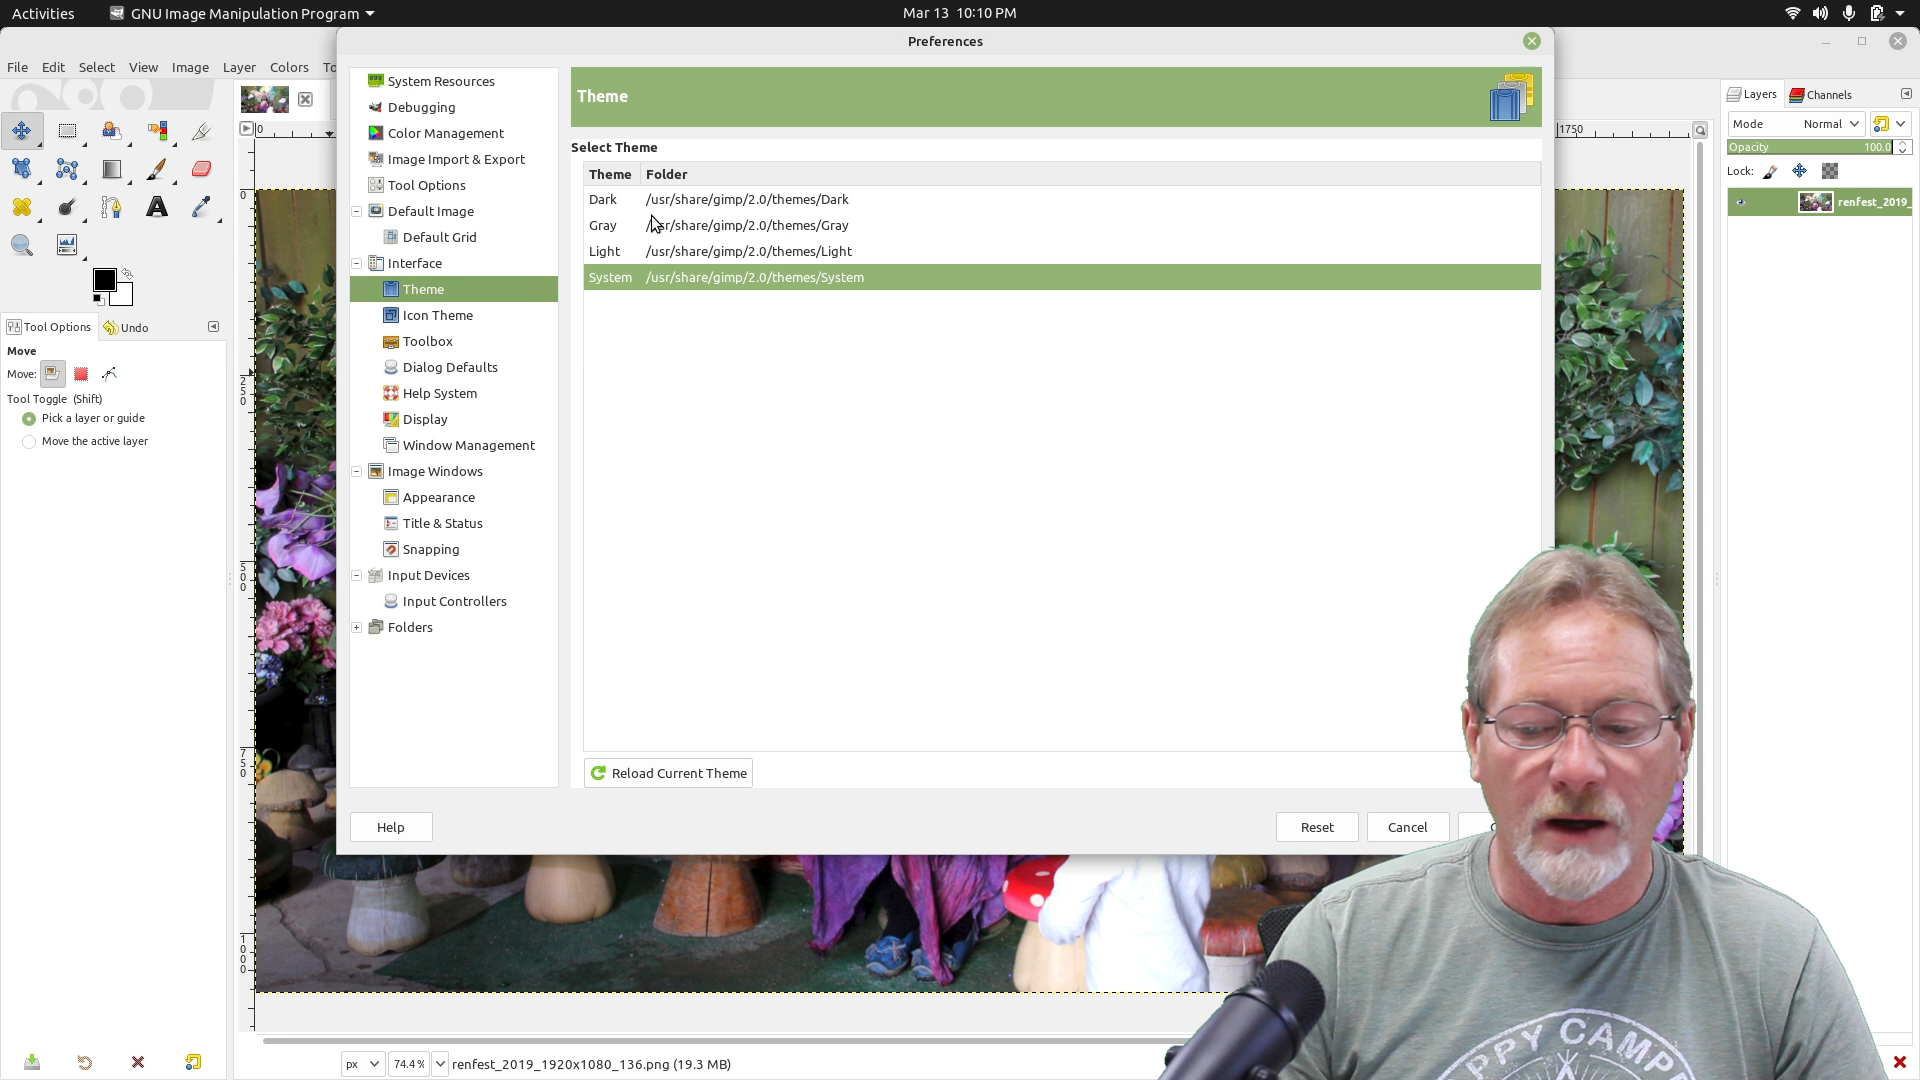 Activities
GNU Image Manipulation Program
Mar 13 10:10 PM
Preferences
File Edit Select View Image Layer Colors
System Resources
Debugging
Color Management
Image Import & Export
Tool Options
Default Image
Default Grid
Interface
Theme
Icon Theme
Toolbox
Dialog Defaults
Help System
Display
Window Management
Image Windows
Appearance
Title & Status
Snapping
Input Devices
Input Controllers
Folders
Theme
Select Theme
Theme Folder
Dark /usr/share/gimp/2.0/themes/Dark
Gray /usr/share/gimp/2.0/themes/Gray
Light /usr/share/gimp/2.0/themes/Light
System /usr/share/gimp/2.0/themes/System
Reload Current Theme
Help
Reset
Cancel
Tool Options
Undo
Move
Move:
Tool Toggle (Shift)
Pick a layer or guide
Move the active layer
0
1750
0
250
500
750
1000
Layers
Channels
Mode Normal
Opacity 100.0
Lock:
renfest_2019_
px
74.4%
renfest_2019_1920x1080_136.png (19.3 MB)